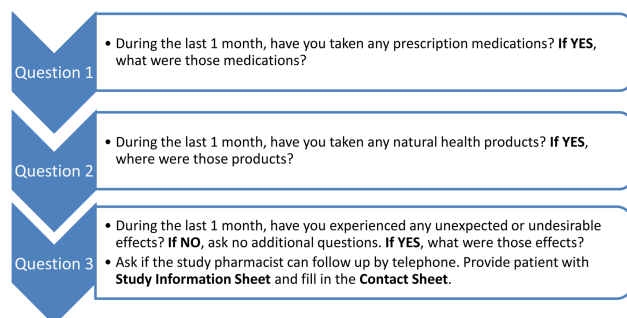 Question 1
• During the last 1 month, have you taken any prescription medications? If YES,
what were those medications?
Question 2
• During the last 1 month, have you taken any natural health products? If YES,
where were those products?
Question 3
• During the last 1 month, have you experienced any unexpected or undesirable
effects? If NO, ask no additional questions. If YES, what were those effects?
• Ask if the study pharmacist can follow up by telephone. Provide patient with
Study Information Sheet and fill in the Contact Sheet.